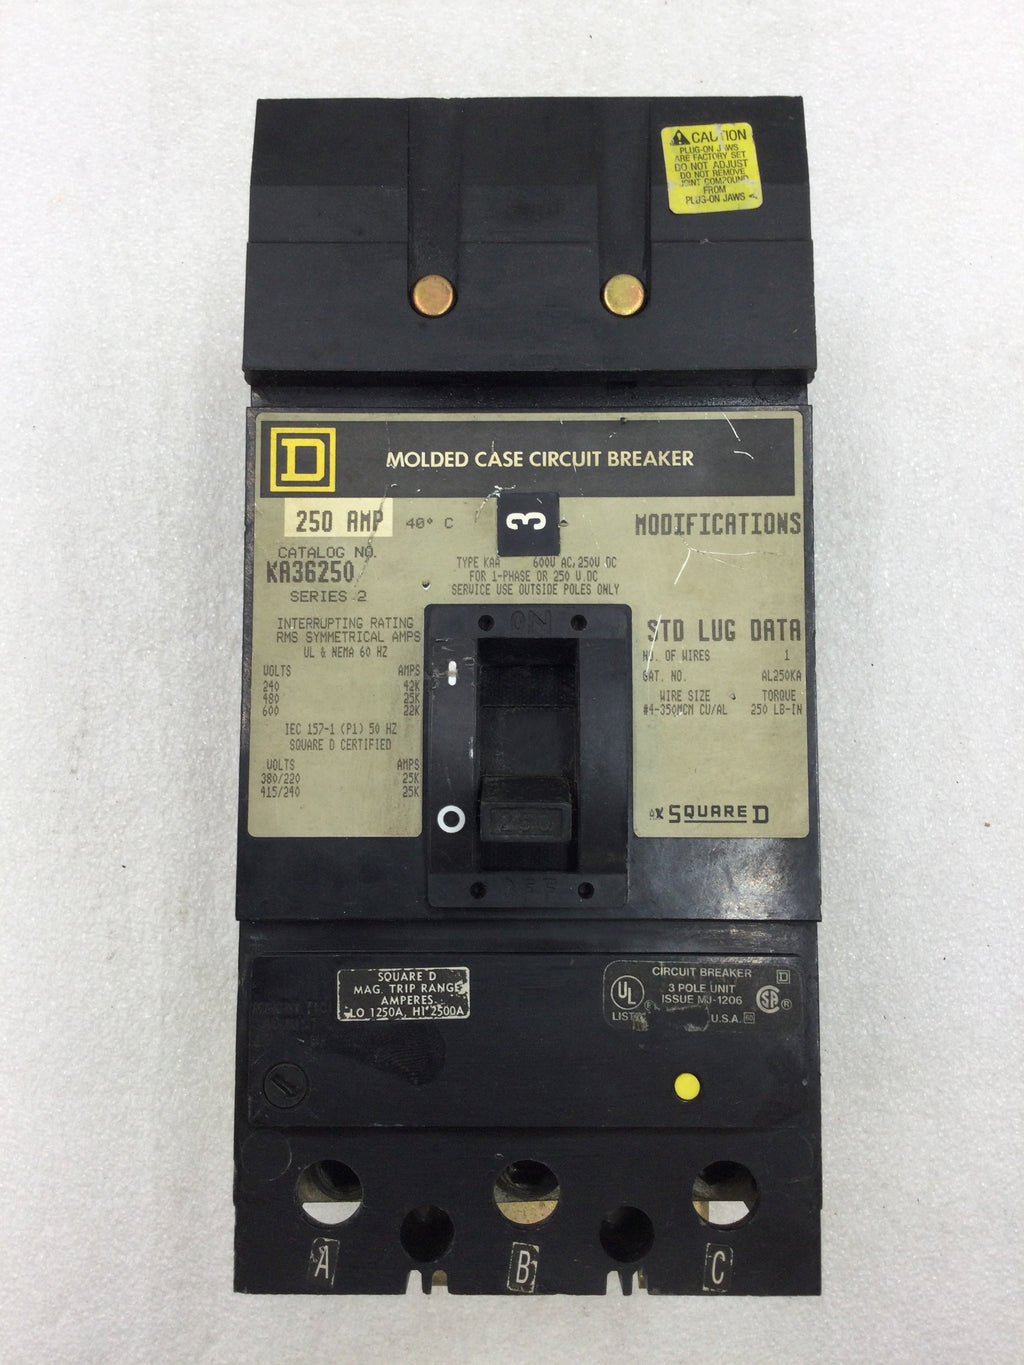 CAUTION
PLUG-ON JAWS
ARE FACTORY SET
DO NOT ADJUST
DO NOT REMOVE
JOINT COMPOUND
FROM
PLUG-ON JAWS
D
MOLDED CASE CIRCUIT BREAKER
250 AMP 40° C
3
MODIFICATIONS
CATALOG NO.
KA36250
SERIES 2
TYPE KAA 600V AC, 250V DC
FOR 1-PHASE OR 250 V.DC
SERVICE USE OUTSIDE POLES ONLY
INTERRUPTING RATING
RMS SYMMETRICAL AMPS
UL & NEMA 60 HZ
VOLTS AMPS
240 42K
480 25K
600 22K
IEC 157-1 (P1) 50 HZ
SQUARE D CERTIFIED
VOLTS AMPS
380/220 25K
415/240 25K
ON
250
OFF
STD LUG DATA
NO. OF WIRES 1
CAT. NO. AL250KA
WIRE SIZE TORQUE
#4-350MCM CU/AL 250 LB-IN
SQUARE D
SQUARE D
MAG. TRIP RANGE
AMPERES
LO 1250A, HI 2500A
UL
CIRCUIT BREAKER D
3 POLE UNIT
ISSUE MJ-1206
U.S.A.
SA
A
B
C